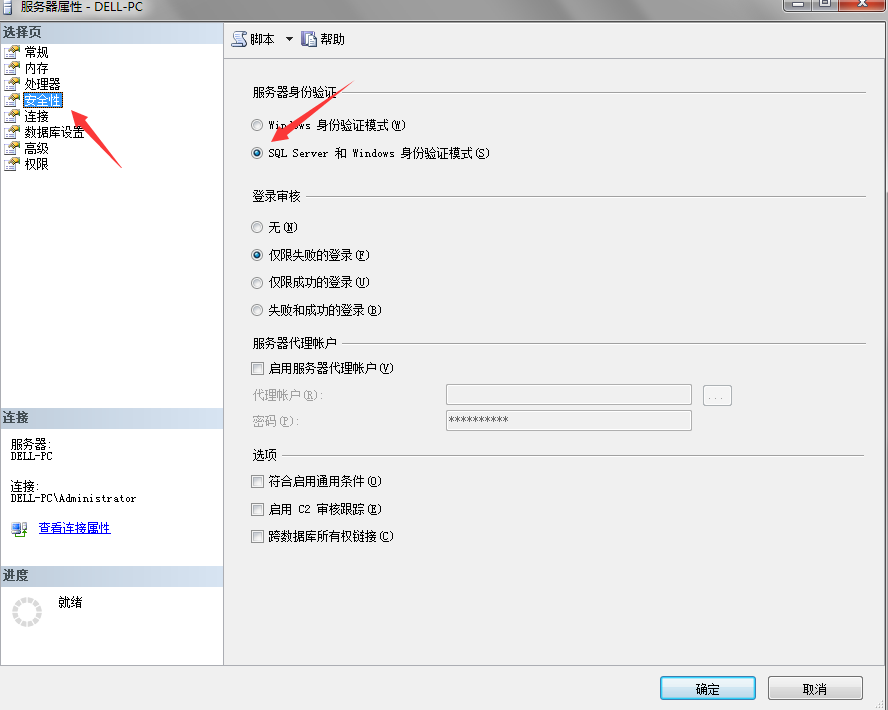 服务器属性 - DELL-PC
选择页
常规
内存
处理器
安全性
连接
数据库设置
高级
权限
脚本 帮助
服务器身份验证
Windows 身份验证模式(W)
SQL Server 和 Windows 身份验证模式(S)
登录审核
无(N)
仅限失败的登录(F)
仅限成功的登录(U)
失败和成功的登录(B)
服务器代理帐户
启用服务器代理帐户(V)
代理帐户(R):
...
密码(P):
**********
选项
符合启用通用条件(O)
启用 C2 审核跟踪(E)
跨数据库所有权链接(C)
连接
服务器:
DELL-PC
连接:
DELL-PC\Administrator
查看连接属性
进度
就绪
确定 取消